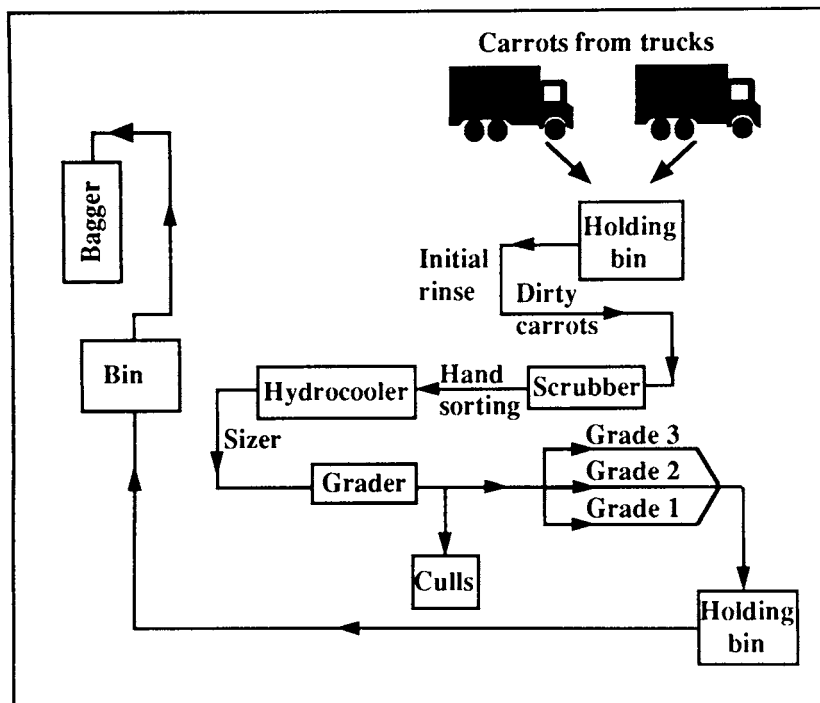 Carrots from trucks
Holding
bin
Initial
rinse
Dirty
carrots
Scrubber
Hand
sorting
Hydrocooler
Sizer
Grader
Culls
Grade 3
Grade 2
Grade 1
Holding
bin
Bin
Bagger